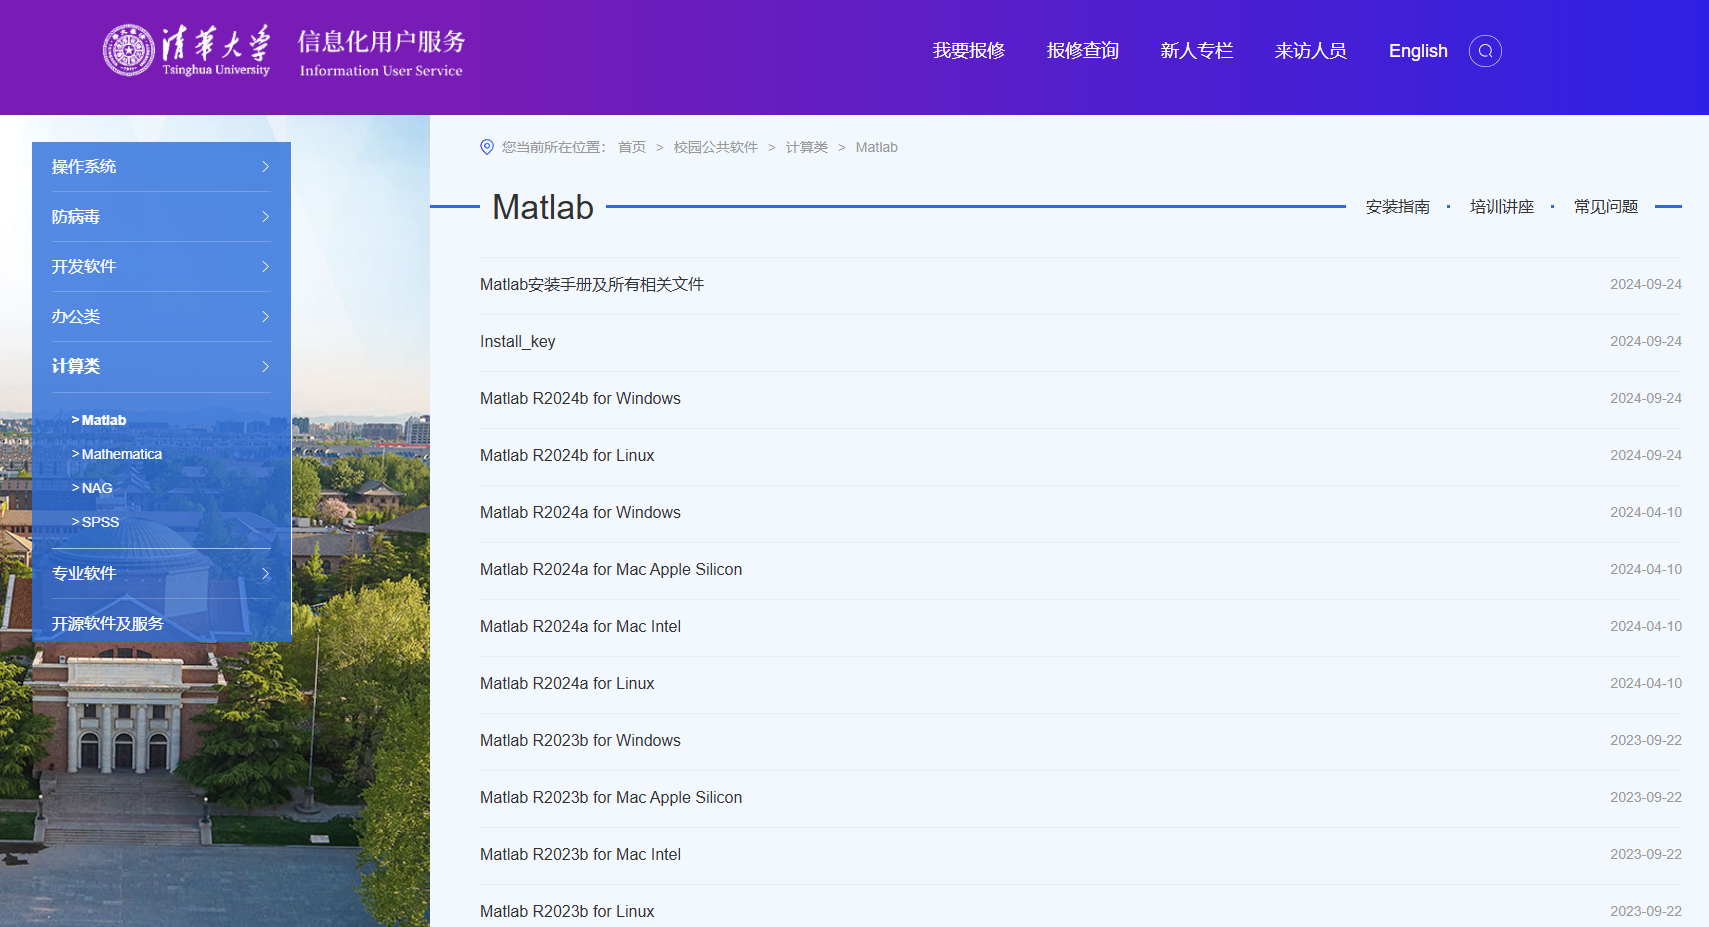 清华大学
Tsinghua University
信息化用户服务
Information User Service
我要报修
报修查询
新人专栏
来访人员
English
操作系统
防病毒
开发软件
办公类
计算类
> Matlab
> Mathematica
> NAG
> SPSS
专业软件
开源软件及服务
您当前所在位置： 首页 > 校园公共软件 > 计算类 > Matlab
Matlab
安装指南 · 培训讲座 · 常见问题
Matlab安装手册及所有相关文件 2024-09-24
Install_key 2024-09-24
Matlab R2024b for Windows 2024-09-24
Matlab R2024b for Linux 2024-09-24
Matlab R2024a for Windows 2024-04-10
Matlab R2024a for Mac Apple Silicon 2024-04-10
Matlab R2024a for Mac Intel 2024-04-10
Matlab R2024a for Linux 2024-04-10
Matlab R2023b for Windows 2023-09-22
Matlab R2023b for Mac Apple Silicon 2023-09-22
Matlab R2023b for Mac Intel 2023-09-22
Matlab R2023b for Linux 2023-09-22